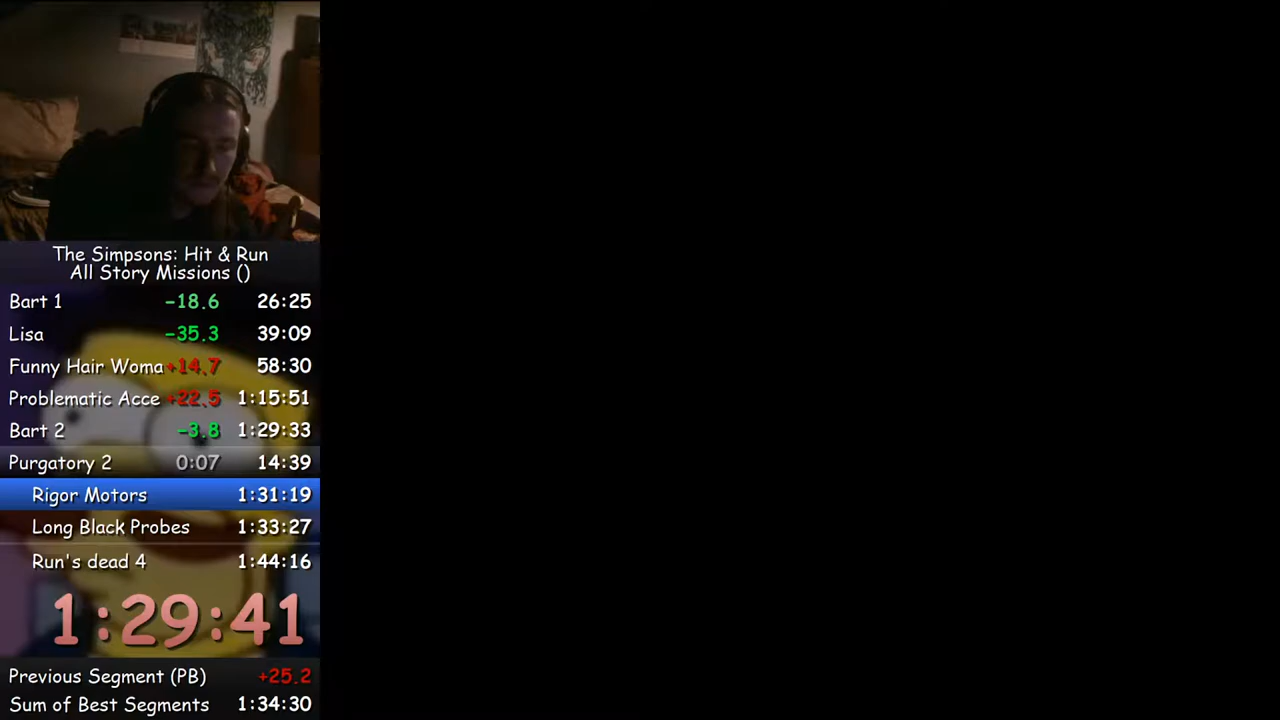 The Simpsons: Hit & Run
All Story Missions ()
Bart 1 -18.6 26:25
Lisa -35.3 39:09
Funny Hair Woma +14.7 58:30
Problematic Acce +22.5 1:15:51
Bart 2 -3.8 1:29:33
Purgatory 2 0:07 14:39
Rigor Motors 1:31:19
Long Black Probes 1:33:27
Run's dead 4 1:44:16
1:29:41
Previous Segment (PB) +25.2
Sum of Best Segments 1:34:30